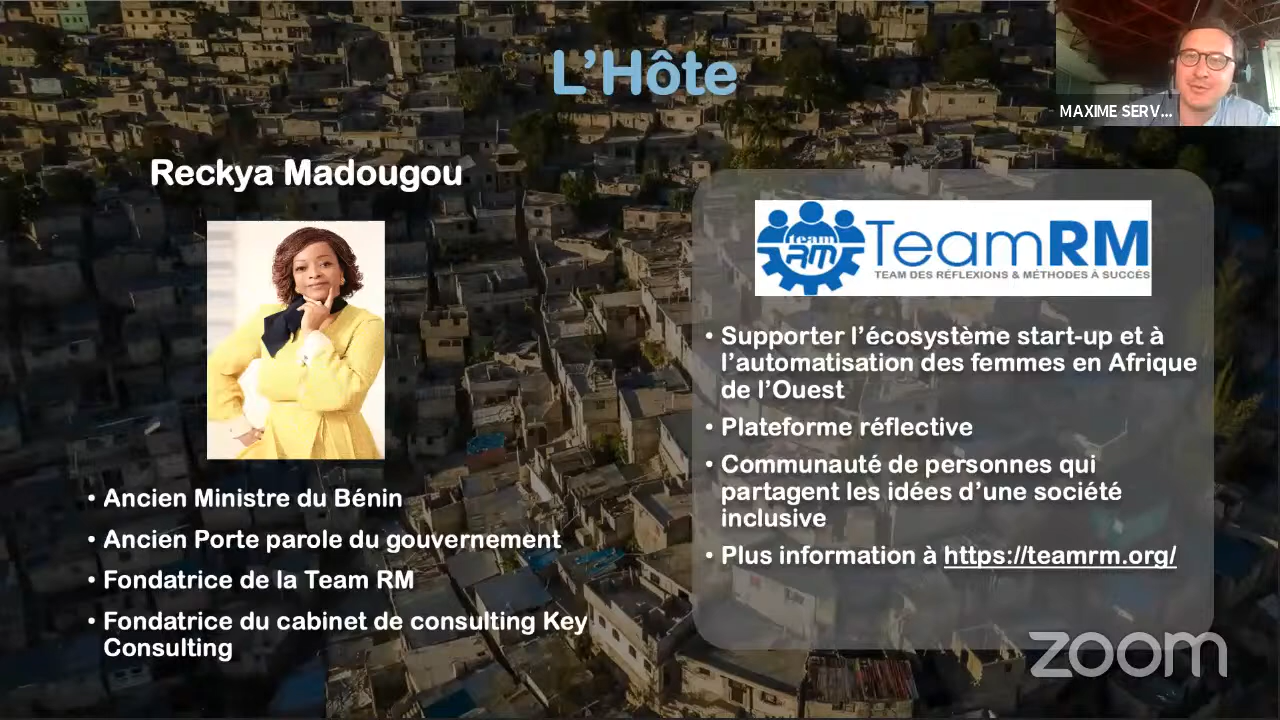 L'Hôte
MAXIME SERV...
Reckya Madougou
• Ancien Ministre du Bénin
• Ancien Porte parole du gouvernement
• Fondatrice de la Team RM
• Fondatrice du cabinet de consulting Key
Consulting
team
RM
TeamRM
TEAM DES RÉFLEXIONS & MÉTHODES À SUCCÈS
• Supporter l'écosystème start-up et à
l'automatisation des femmes en Afrique
de l'Ouest
• Plateforme réflective
• Communauté de personnes qui
partagent les idées d'une société
inclusive
• Plus information à https://teamrm.org/
zoom